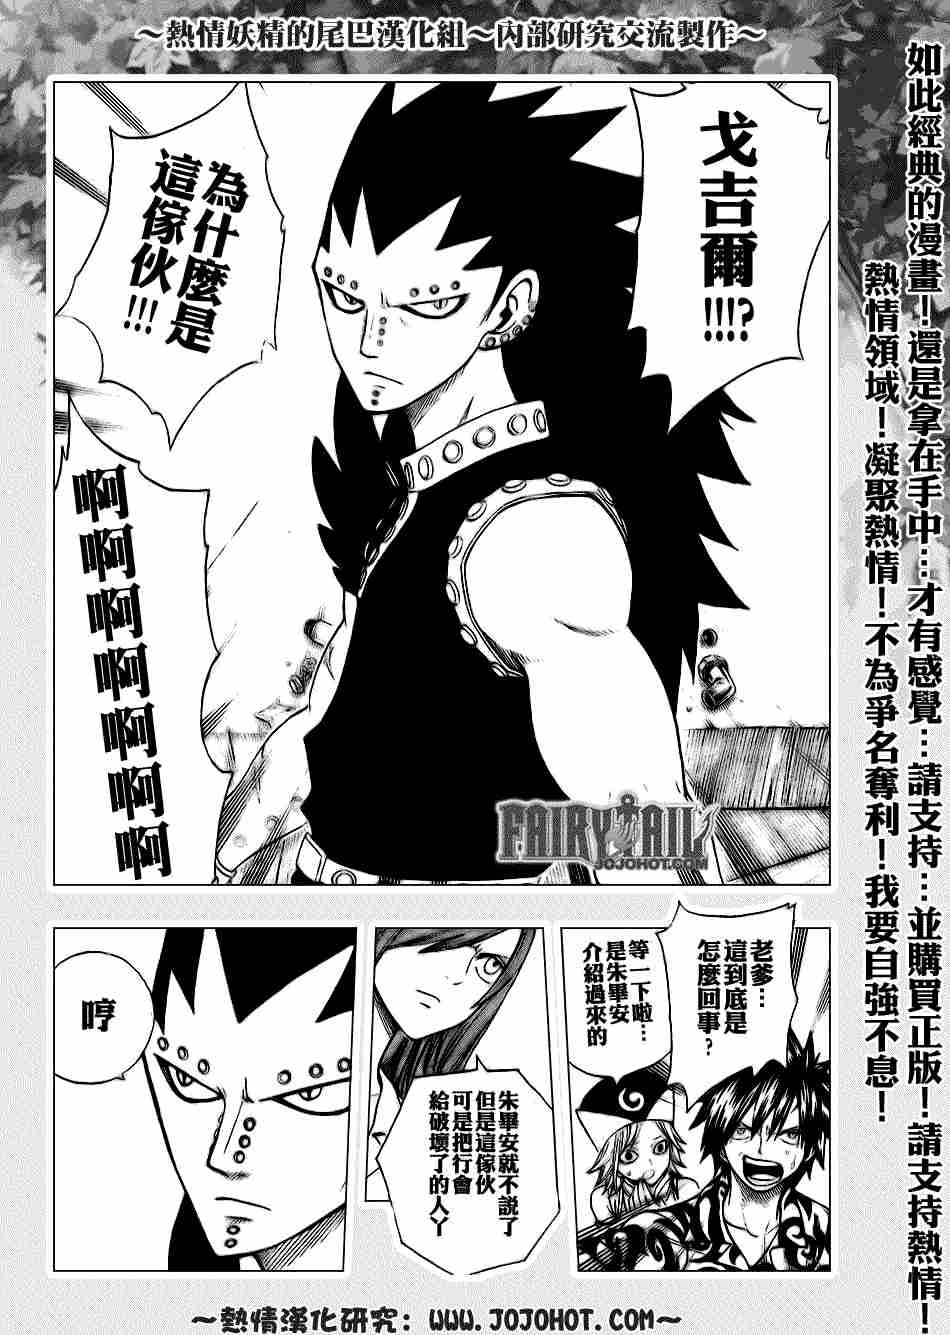 ～熱情妖精的尾巴漢化組～內部研究交流製作～
如此經典的漫畫！還是拿在手中…才有感覺…請支持…並購買正版！請支持熱情！
熱情領域！凝聚熱情！不為爭名奪利！我要自強不息！
戈吉爾!!!?
為什麼是
這傢伙!!!
啊啊啊啊啊啊啊
FAIRY TAIL
JOJOHOT.COM
老爹…
這到底是
怎麼回事?
等一下啦…
是朱畢安
介紹過來的
朱畢安就不說了
但是這傢伙
可是把行會
給破壞了的人丫
哼
～熱情漢化研究: WWW.JOJOHOT.COM～